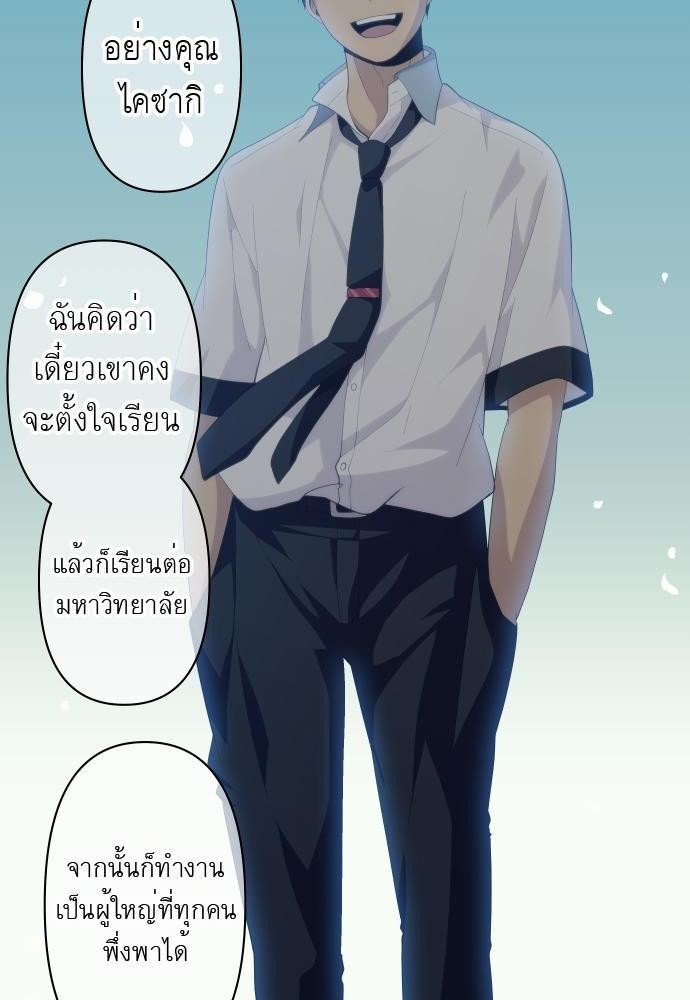 อย่างคุณ
ไคซากิ
ฉันคิดว่า
เดี๋ยวเขาคง
จะตั้งใจเรียน
แล้วก็เรียนต่อ
มหาวิทยาลัย
จากนั้นก็ทำงาน
เป็นผู้ใหญ่ที่ทุกคน
พึ่งพาได้